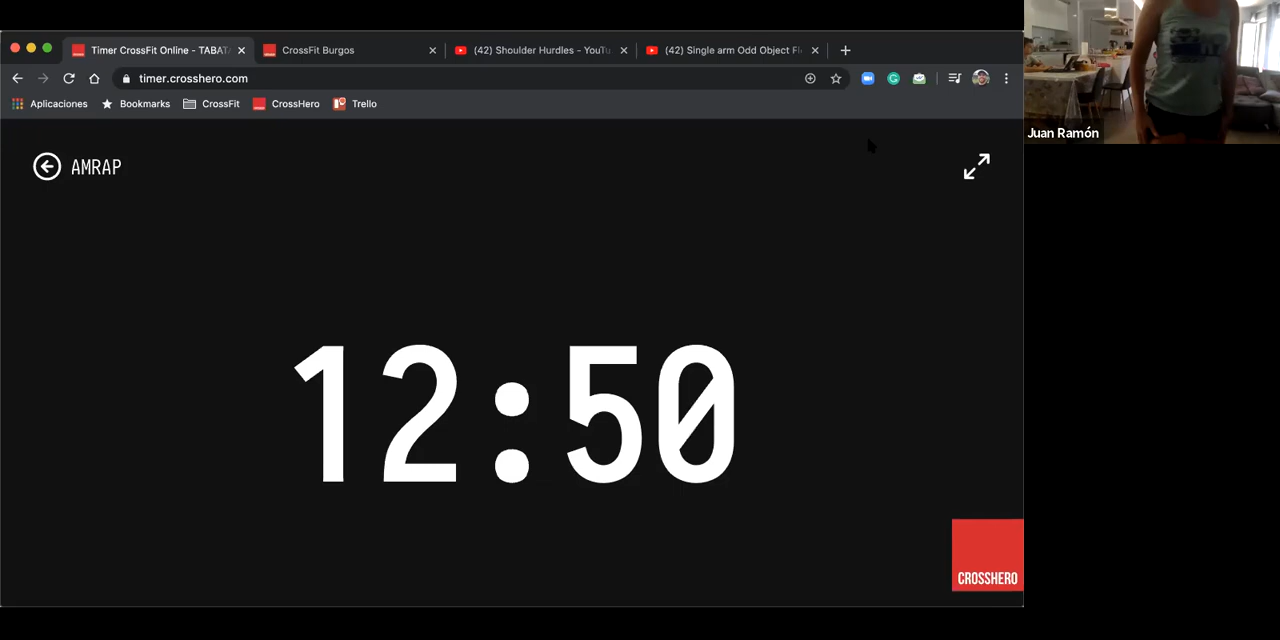 Timer CrossFit Online - TABATA
CrossFit Burgos
(42) Shoulder Hurdles - YouTu
(42) Single arm Odd Object Fl
timer.crosshero.com
Aplicaciones
Bookmarks
CrossFit
CrossHero
Trello
Juan Ramón
AMRAP
12:50
CROSSHERO